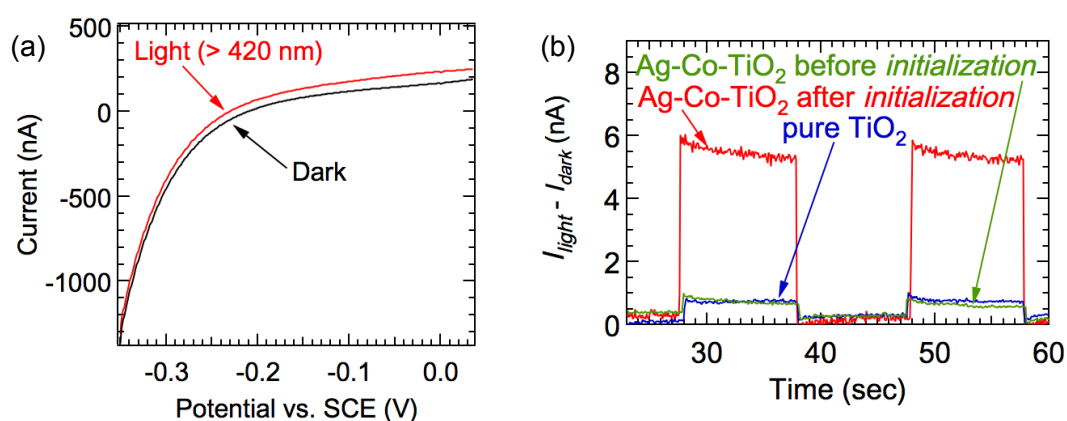 (a)
500
0
-500
-1000
Current (nA)
Light (> 420 nm)
Dark
-0.3
-0.2
-0.1
0.0
Potential vs. SCE (V)
(b)
8
6
4
2
0
I_light - I_dark (nA)
Ag-Co-TiO₂ before initialization
Ag-Co-TiO₂ after initialization
pure TiO₂
30
40
50
60
Time (sec)